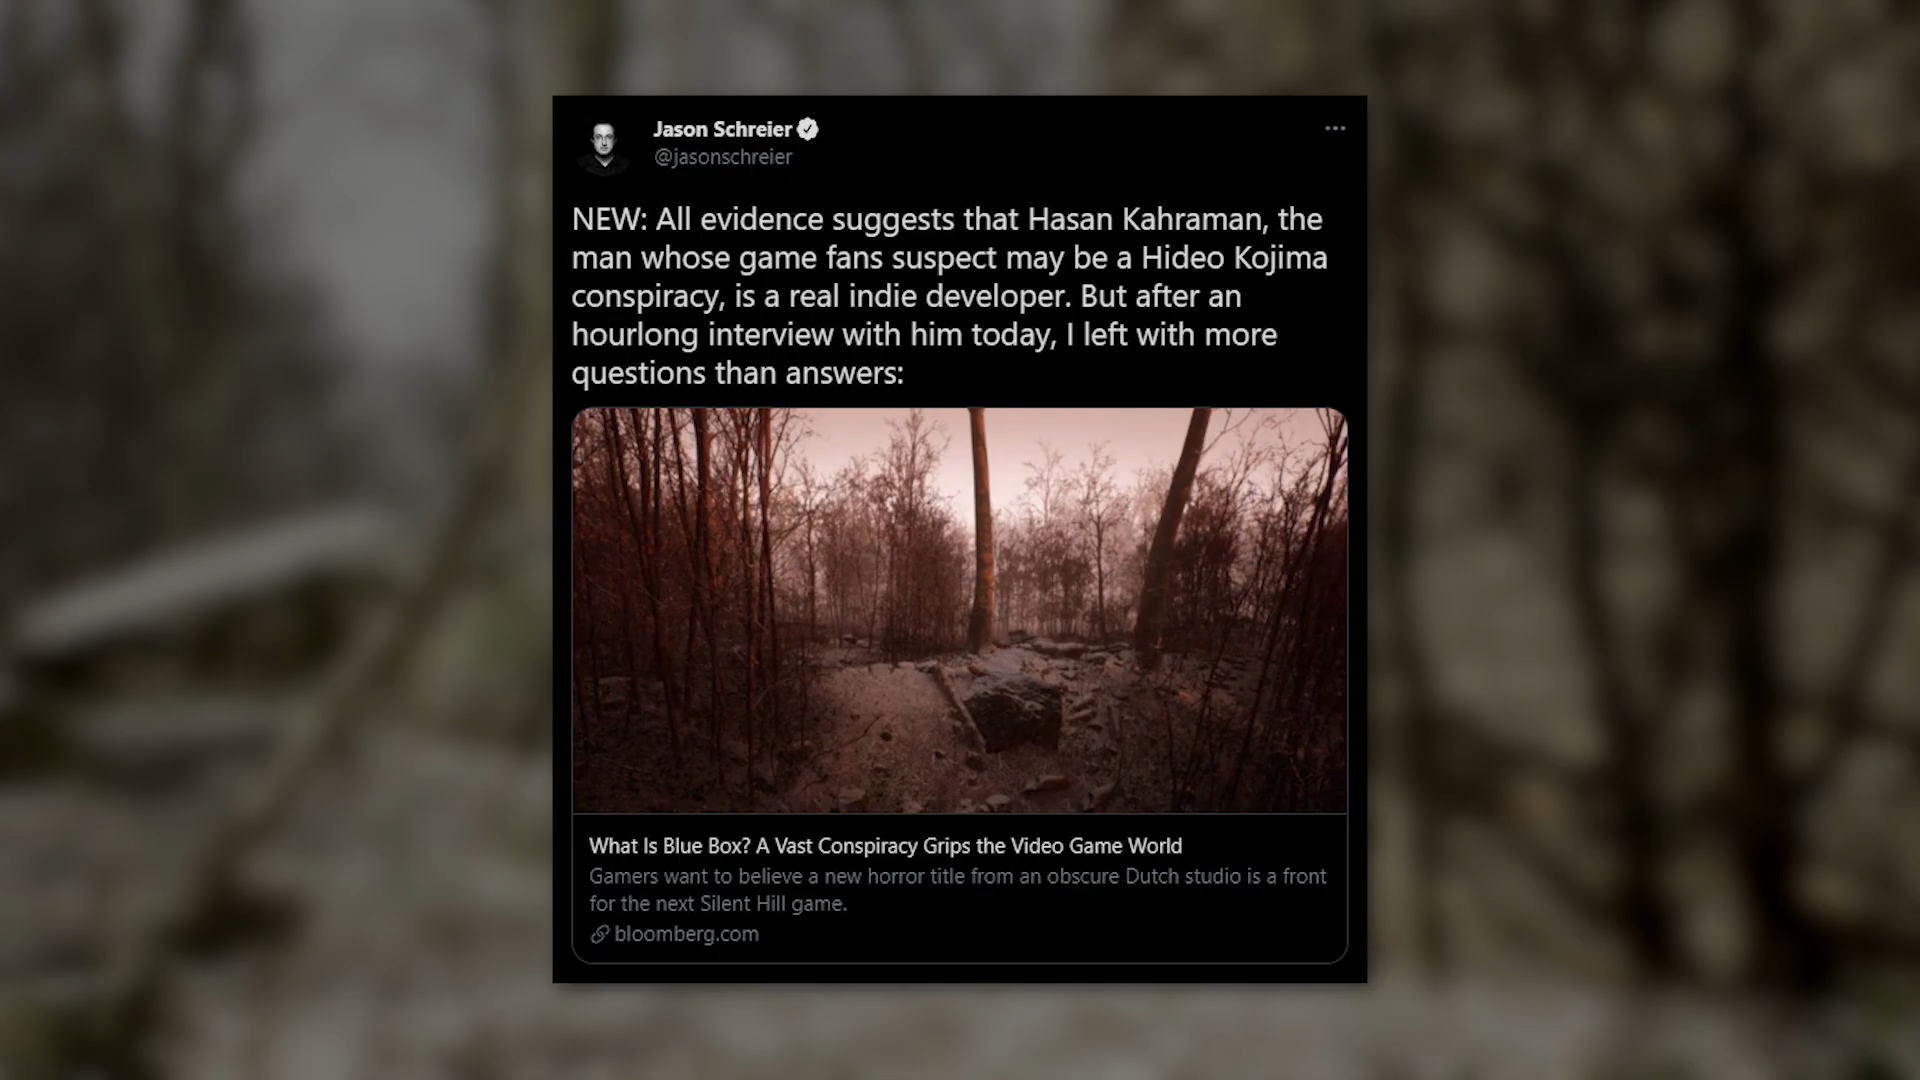 Jason Schreier
@jasonschreier
NEW: All evidence suggests that Hasan Kahraman, the
man whose game fans suspect may be a Hideo Kojima
conspiracy, is a real indie developer. But after an
hourlong interview with him today, I left with more
questions than answers:
What Is Blue Box? A Vast Conspiracy Grips the Video Game World
Gamers want to believe a new horror title from an obscure Dutch studio is a front
for the next Silent Hill game.
bloomberg.com